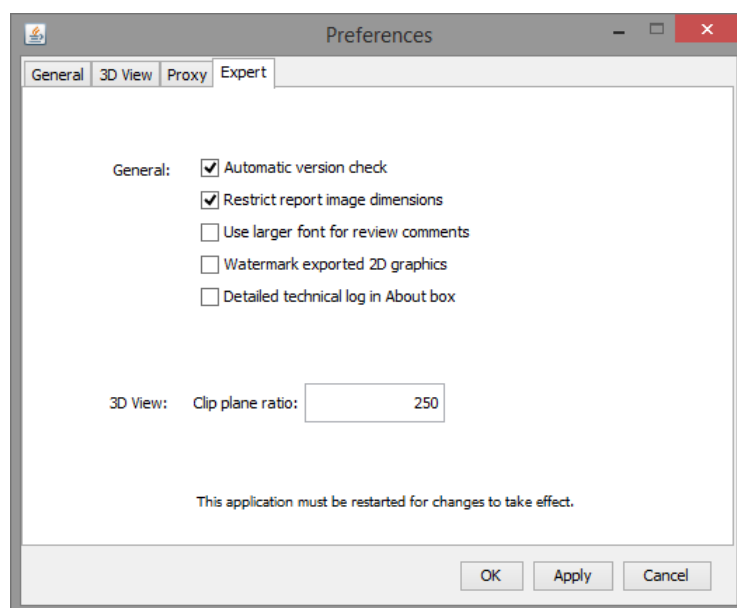 Preferences
General 3D View Proxy Expert
General: Automatic version check
Restrict report image dimensions
Use larger font for review comments
Watermark exported 2D graphics
Detailed technical log in About box
3D View: Clip plane ratio: 250
This application must be restarted for changes to take effect.
OK Apply Cancel